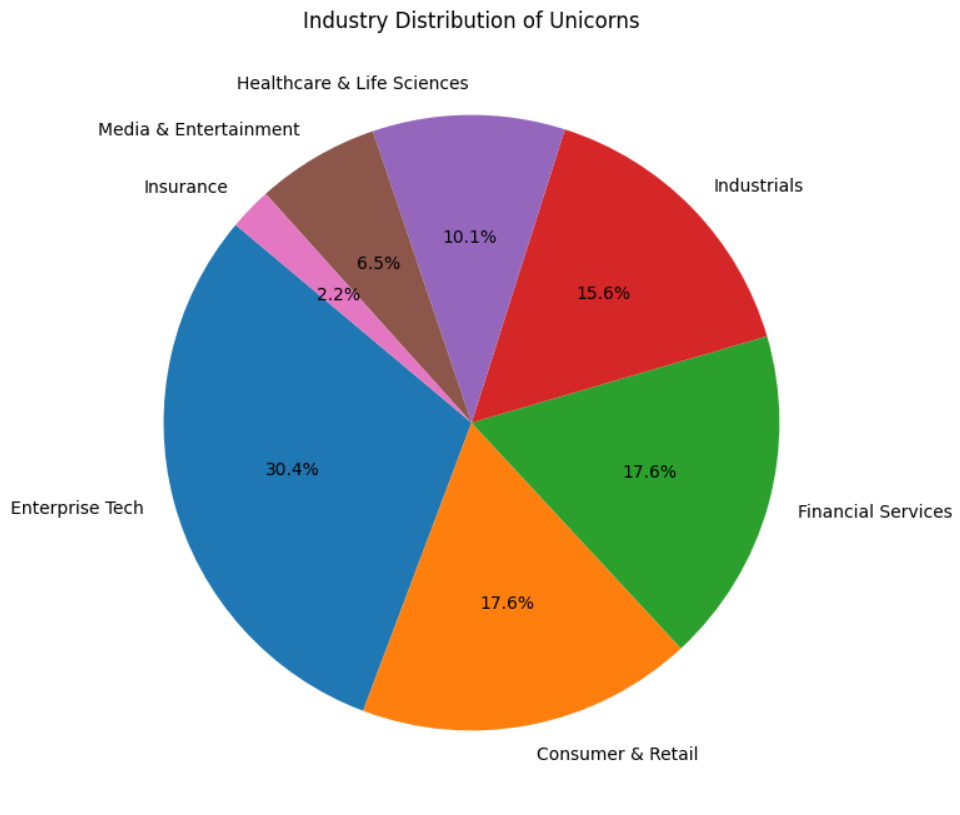 Industry Distribution of Unicorns
Healthcare & Life Sciences
Media & Entertainment
Insurance
Industrials
10.1%
6.5%
2.2%
15.6%
30.4%
17.6%
Enterprise Tech
Financial Services
17.6%
Consumer & Retail